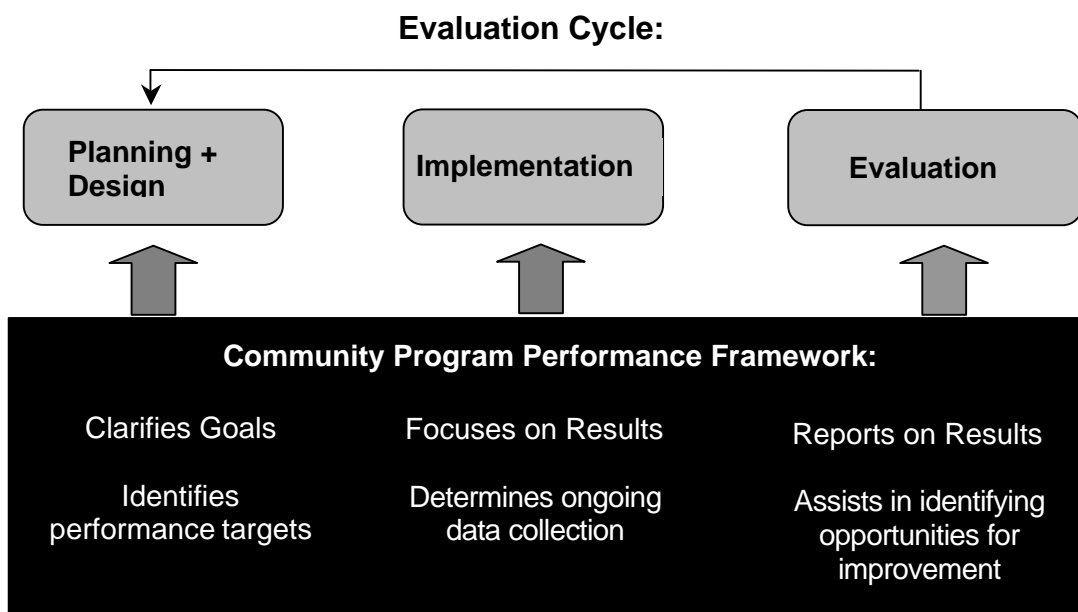 Evaluation Cycle:
Planning +
Design
Implementation
Evaluation
Community Program Performance Framework:
Clarifies Goals
Identifies
performance targets
Focuses on Results
Determines ongoing
data collection
Reports on Results
Assists in identifying
opportunities for
improvement